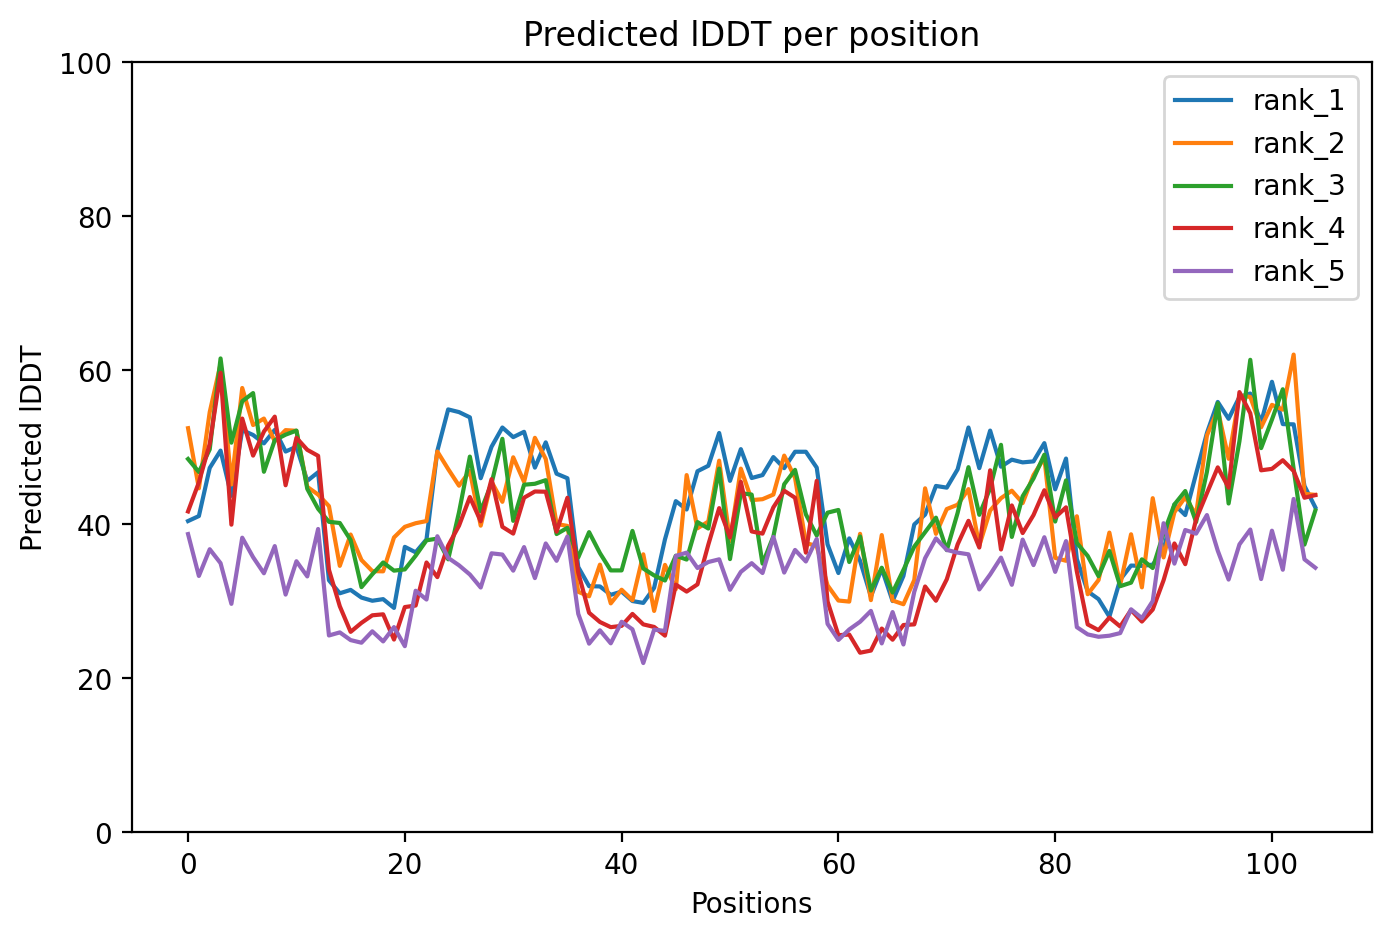 Predicted lDDT per position
100
80
60
40
20
0
Predicted lDDT
0 20 40 60 80 100
Positions
rank_1
rank_2
rank_3
rank_4
rank_5